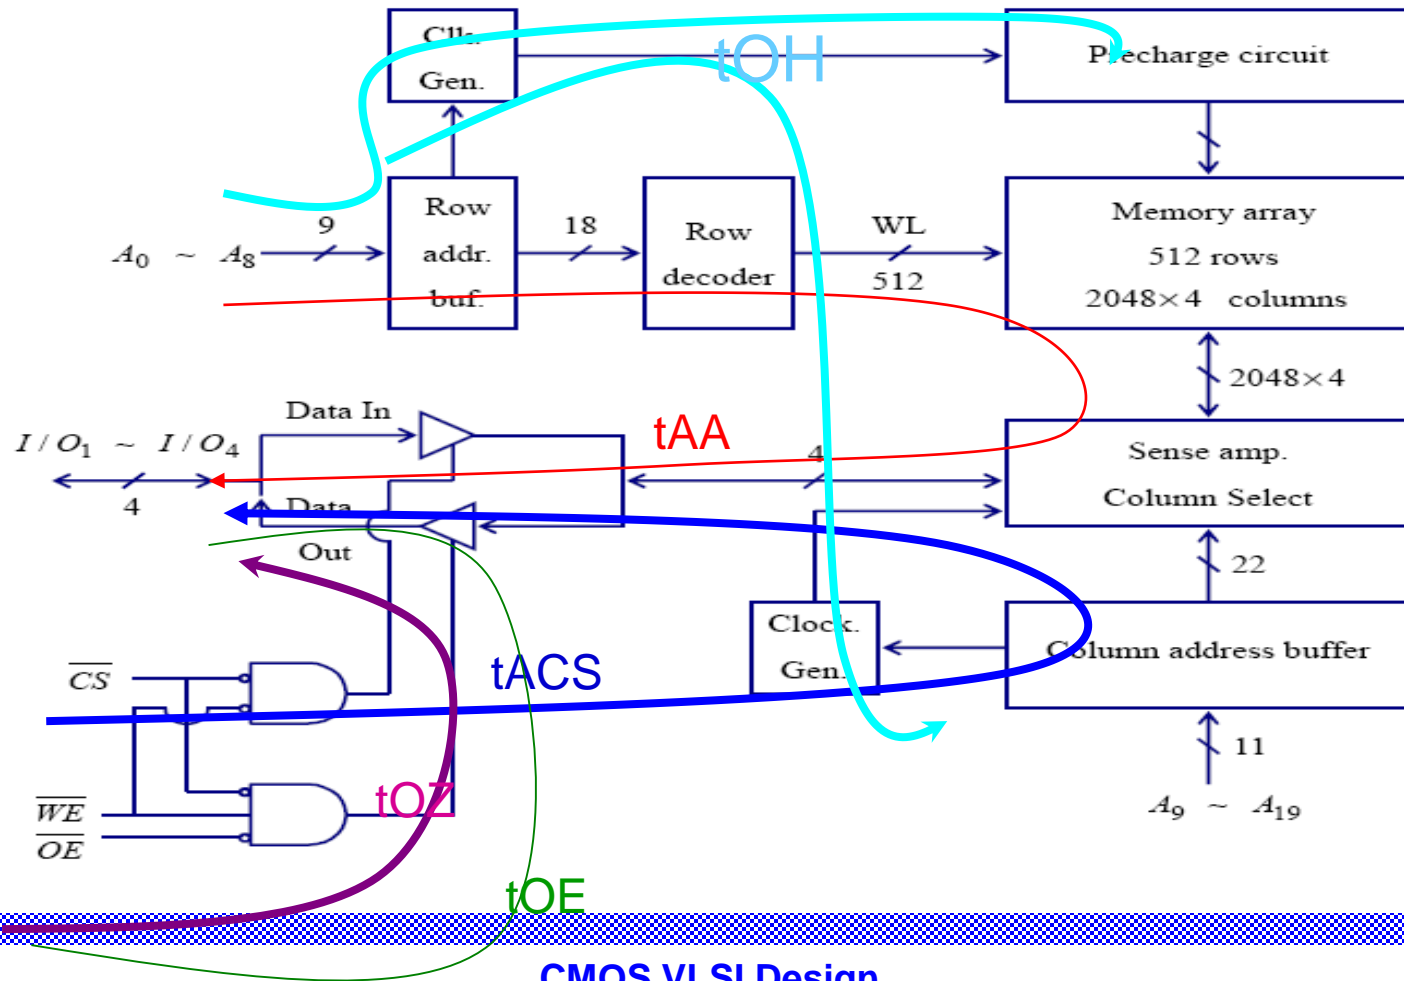 Clk.
Gen.
tOH
Precharge circuit
9
A0 ~ A8
Row
addr.
buf.
18
Row
decoder
WL
512
Memory array
512 rows
2048×4 columns
2048×4
Data In
I / O1 ~ I / O4
4
tAA
4
Sense amp.
Column Select
Data
Out
22
Clock.
Gen.
Column address buffer
CS
tACS
11
tOZ
WE
OE
A9 ~ A19
tOE
CMOS VLSI Design